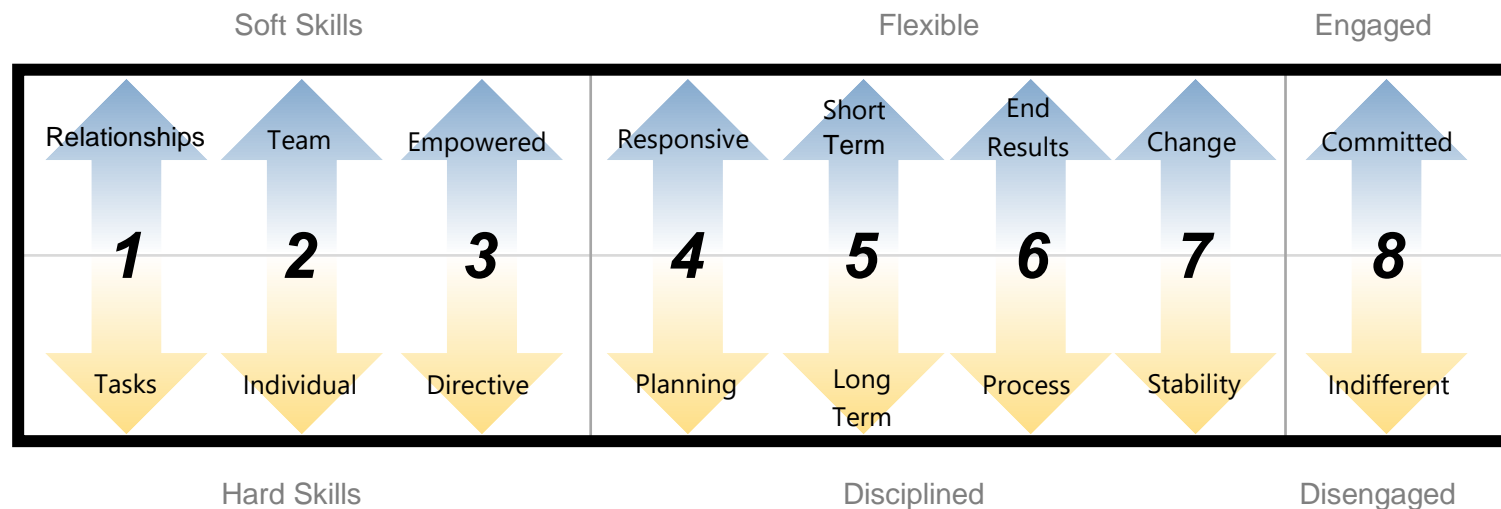 Soft Skills Flexible Engaged
Relationships Team Empowered Responsive Short Term End Results Change Committed
1 2 3 4 5 6 7 8
Tasks Individual Directive Planning Long Term Process Stability Indifferent
Hard Skills Disciplined Disengaged